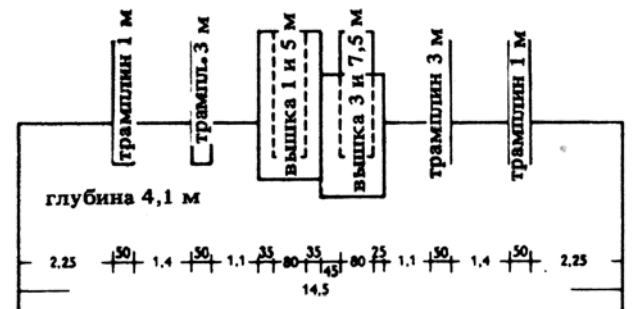 трамплин 1 м
трампл.3 м
вышка 1 и 5 м
вышка 3 и 7,5 м
трамплин 3 м
трамплин 1 м
глубина 4,1 м
2,25 50 1,4 50 1,1 35 80 35 45 80 25 1,1 50 1,4 50 2,25
14,5